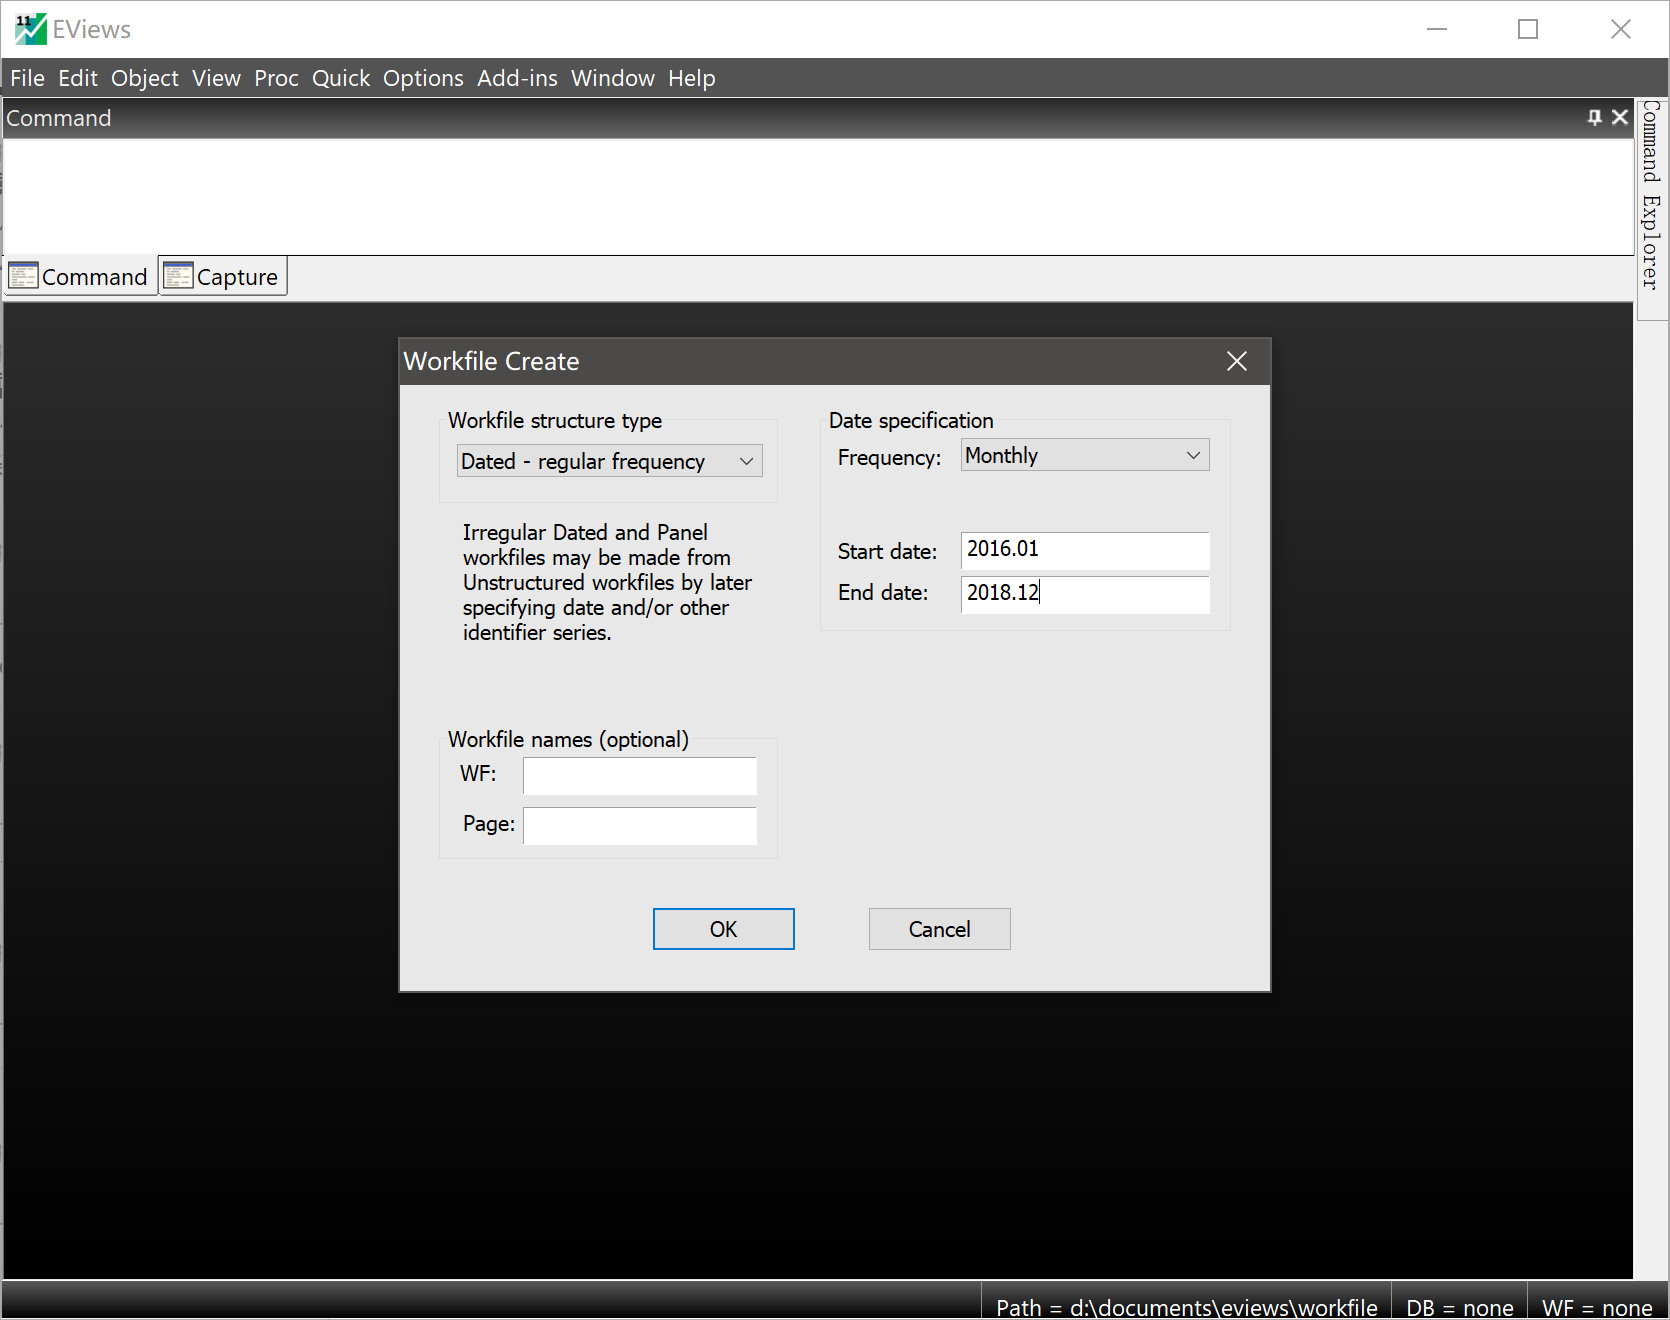 11 EViews
File Edit Object View Proc Quick Options Add-ins Window Help
Command
Command Explorer
Command Capture
Workfile Create
Workfile structure type
Dated - regular frequency
Irregular Dated and Panel
workfiles may be made from
Unstructured workfiles by later
specifying date and/or other
identifier series.
Date specification
Frequency: Monthly
Start date: 2016.01
End date: 2018.12
Workfile names (optional)
WF:
Page:
OK Cancel
Path = d:\documents\eviews\workfile DB = none WF = none